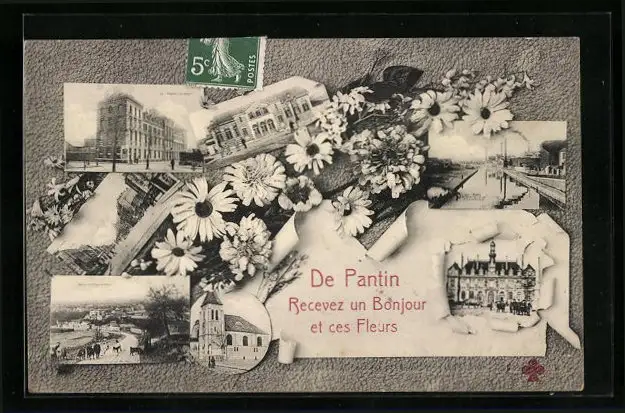 5c
POSTES
De Pantin
Recevez un Bonjour
et ces Fleurs